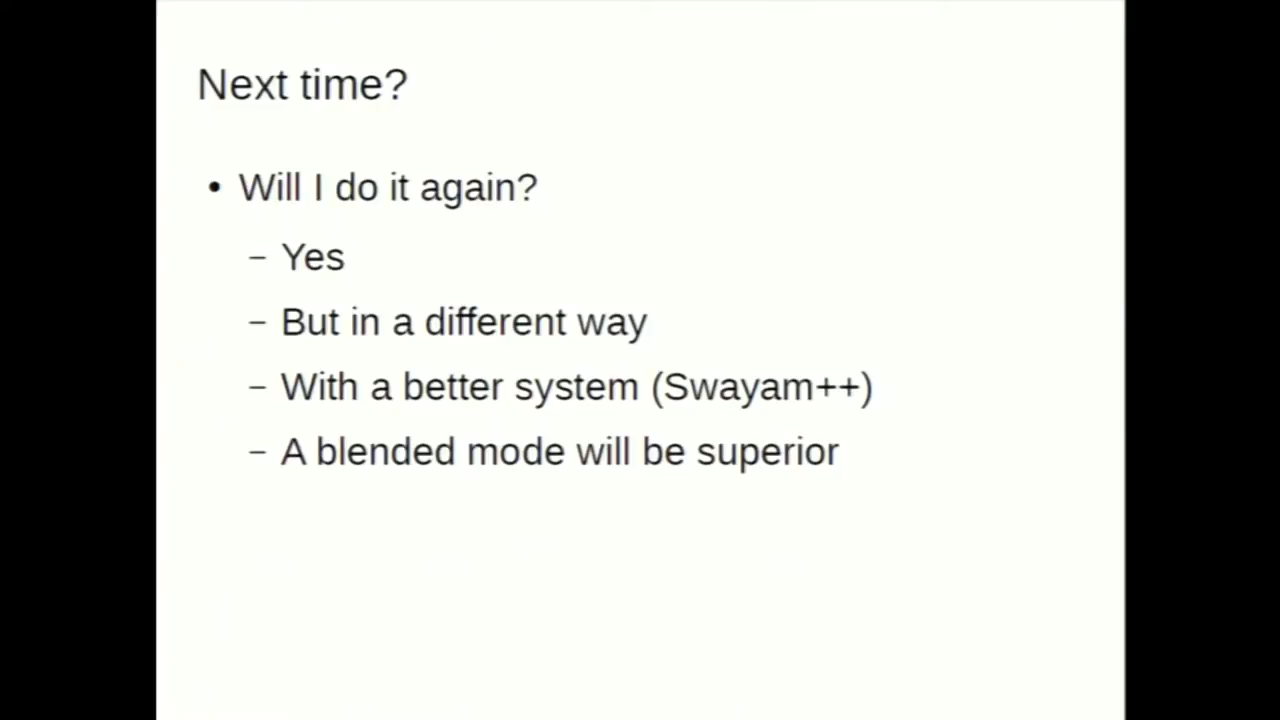 Next time?
• Will I do it again?
– Yes
– But in a different way
– With a better system (Swayam++)
– A blended mode will be superior